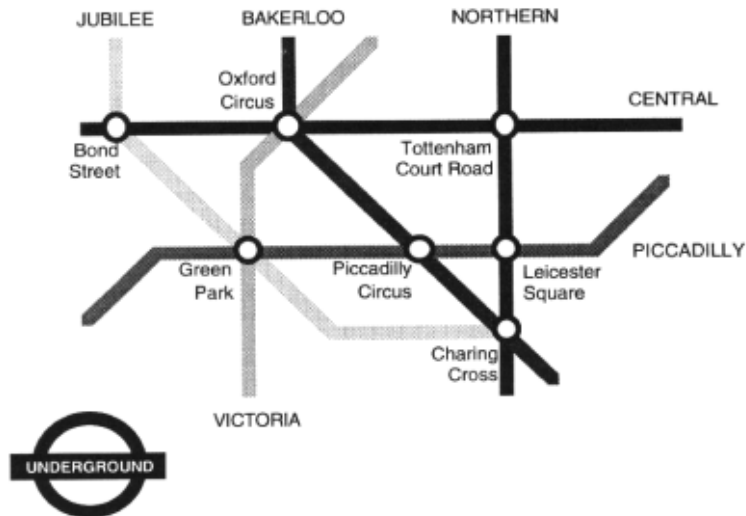 JUBILEE
BAKERLOO
NORTHERN
Oxford
Circus
CENTRAL
Bond
Street
Tottenham
Court Road
Green
Park
Piccadilly
Circus
Leicester
Square
PICCADILLY
Charing
Cross
VICTORIA
UNDERGROUND